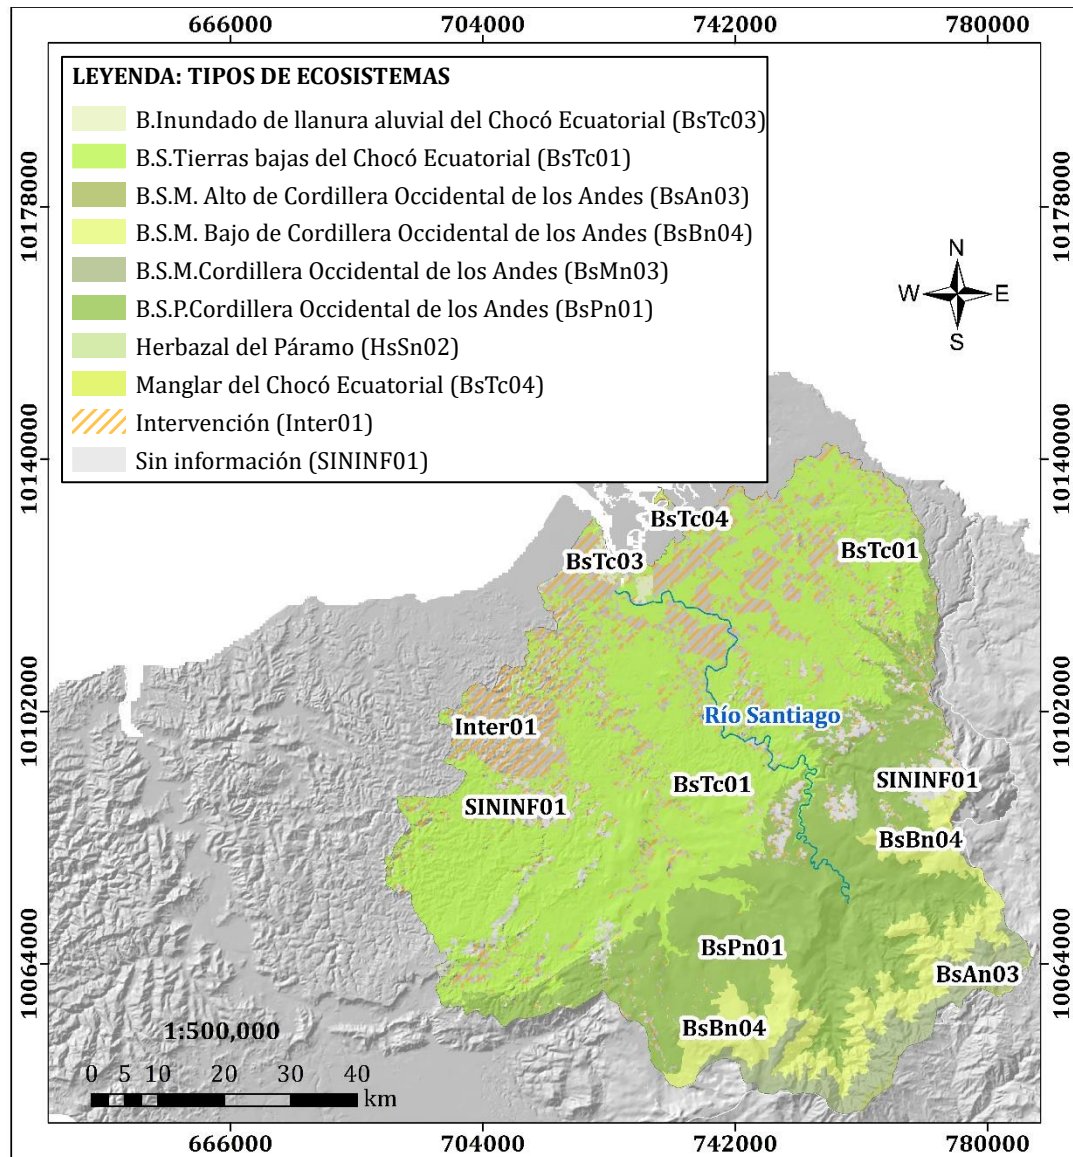 666000 704000 742000 780000
LEYENDA: TIPOS DE ECOSISTEMAS
B.Inundado de llanura aluvial del Chocó Ecuatorial (BsTc03)
B.S.Tierras bajas del Chocó Ecuatorial (BsTc01)
B.S.M. Alto de Cordillera Occidental de los Andes (BsAn03)
B.S.M. Bajo de Cordillera Occidental de los Andes (BsBn04)
B.S.M.Cordillera Occidental de los Andes (BsMn03)
B.S.P.Cordillera Occidental de los Andes (BsPn01)
Herbazal del Páramo (HsSn02)
Manglar del Chocó Ecuatorial (BsTc04)
Intervención (Inter01)
Sin información (SININF01)
10178000
10178000
N
W E
S
10140000
10140000
BsTc04
BsTc03
BsTc01
10102000
10102000
Río Santiago
Inter01
SININF01
BsTc01
SININF01
BsBn04
10064000
10064000
BsPn01
BsAn03
BsBn04
1:500,000
0 5 10 20 30 40
km
666000 704000 742000 780000